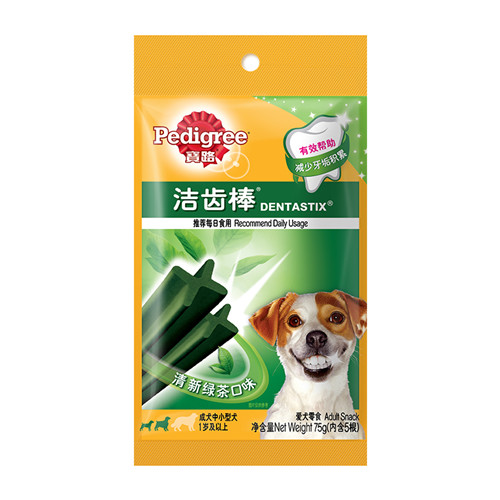 Pedigree
寶路
有效帮助
减少牙垢积累
洁齿棒® DENTASTIX®
推荐每日食用 Recommend Daily Usage
清新绿茶口味
成犬中小型犬
1岁及以上
爱犬零食 Adult Snack
净含量Net Weight 75g(内含5根)